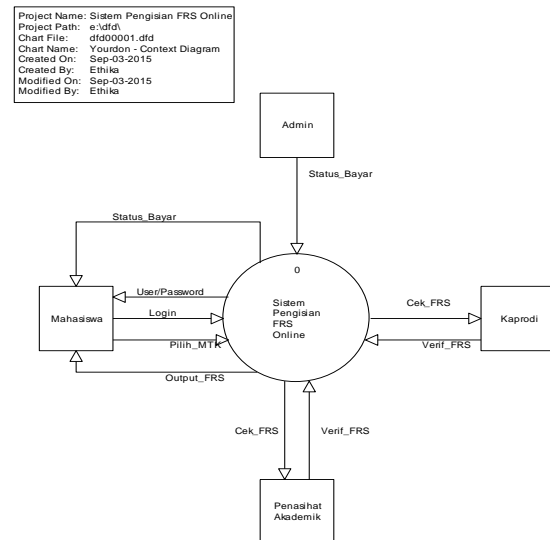 Project Name: Sistem Pengisian FRS Online
Project Path: e:\dfd\
Chart File: dfd00001.dfd
Chart Name: Yourdon - Context Diagram
Created On: Sep-03-2015
Created By: Ethika
Modified On: Sep-03-2015
Modified By: Ethika
Admin
Status_Bayar
Status_Bayar
0
Sistem
Pengisian
FRS
Online
User/Password
Mahasiswa
Login
Pilih_MTK
Output_FRS
Cek_FRS
Kaprodi
Verif_FRS
Cek_FRS
Verif_FRS
Penasihat
Akademik